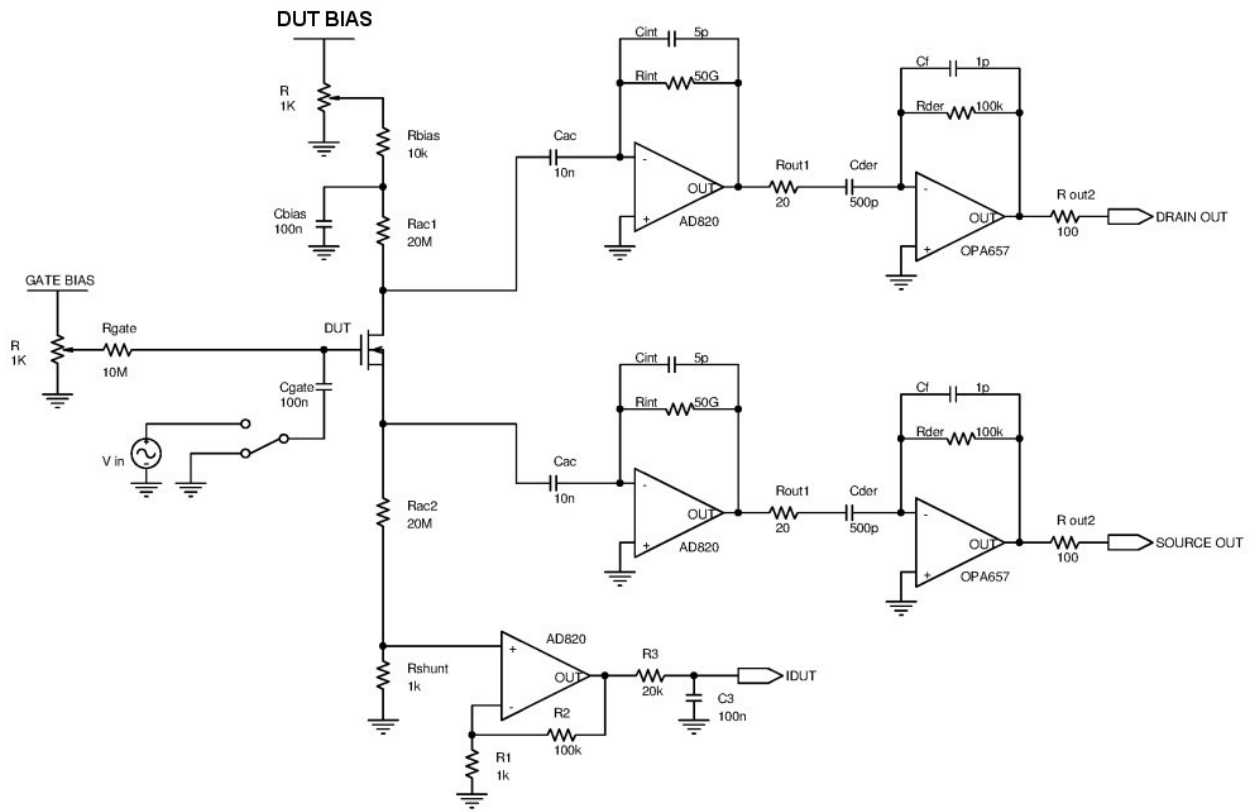 DUT BIAS
R
1K
Rbias
10k
Cbias
100n
Rac1
20M
GATE BIAS
R
1K
Rgate
10M
DUT
Cgate
100n
V in
+
-
Rac2
20M
Rshunt
1k
Cac
10n
Cint 5p
Rint 50G
-
+
OUT
AD820
Rout1
20
Cder
500p
Cf 1p
Rder 100k
-
+
OUT
OPA657
R out2
100
DRAIN OUT
Cac
10n
Cint 5p
Rint 50G
-
+
OUT
AD820
Rout1
20
Cder
500p
Cf 1p
Rder 100k
-
+
OUT
OPA657
R out2
100
SOURCE OUT
AD820
+
-
OUT
R1
1k
R2
100k
R3
20k
C3
100n
IDUT